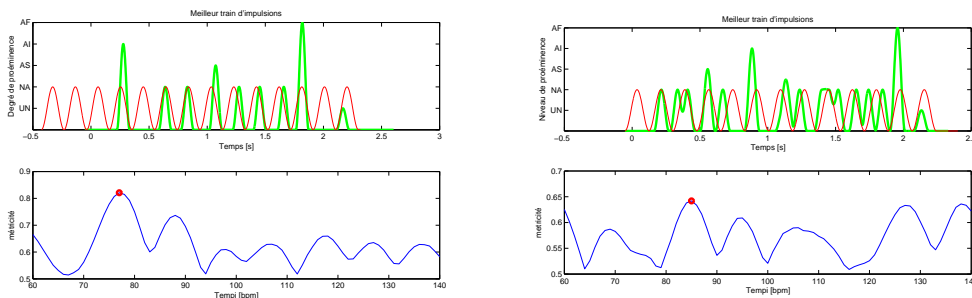 Meilleur train d'impulsions
AF
AI
AS
NA
UN
Degré de proéminence
−0.5 0 0.5 1 1.5 2 2.5 3
Temps [s]
0.9
0.8
0.7
0.6
0.5
métricité
60 70 80 90 100 110 120 130 140
Tempi [bpm]
Meilleur train d'impulsions
AF
AI
AS
NA
UN
Niveau de proéminence
−0.5 0 0.5 1 1.5 2 2.5
Temps [s]
0.7
0.65
0.6
0.55
0.5
metricité
60 70 80 90 100 110 120 130 140
Tempi [bpm]